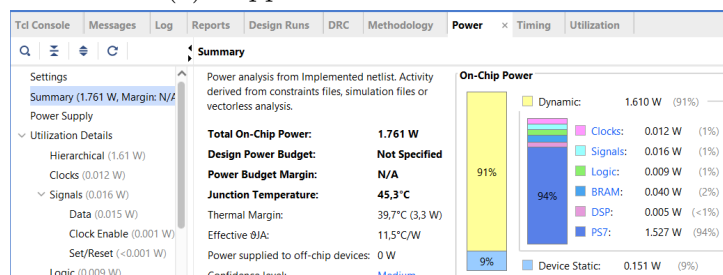 Tcl Console Messages Log Reports Design Runs DRC Methodology Power × Timing Utilization
Summary
Settings
Summary (1.761 W, Margin: N/A
Power Supply
Utilization Details
Hierarchical (1.61 W)
Clocks (0.012 W)
Signals (0.016 W)
Data (0.015 W)
Clock Enable (0.001 W)
Set/Reset (<0.001 W)
Logic (0.009 W)
Power analysis from Implemented netlist. Activity
derived from constraints files, simulation files or
vectorless analysis.
Total On-Chip Power: 1.761 W
Design Power Budget: Not Specified
Power Budget Margin: N/A
Junction Temperature: 45,3°C
Thermal Margin: 39,7°C (3,3 W)
Effective ϑJA: 11,5°C/W
Power supplied to off-chip devices: 0 W
Confidence level: Medium
On-Chip Power
91%
9%
Dynamic: 1.610 W (91%)
94%
Clocks: 0.012 W (1%)
Signals: 0.016 W (1%)
Logic: 0.009 W (1%)
BRAM: 0.040 W (2%)
DSP: 0.005 W (<1%)
PS7: 1.527 W (94%)
Device Static: 0.151 W (9%)